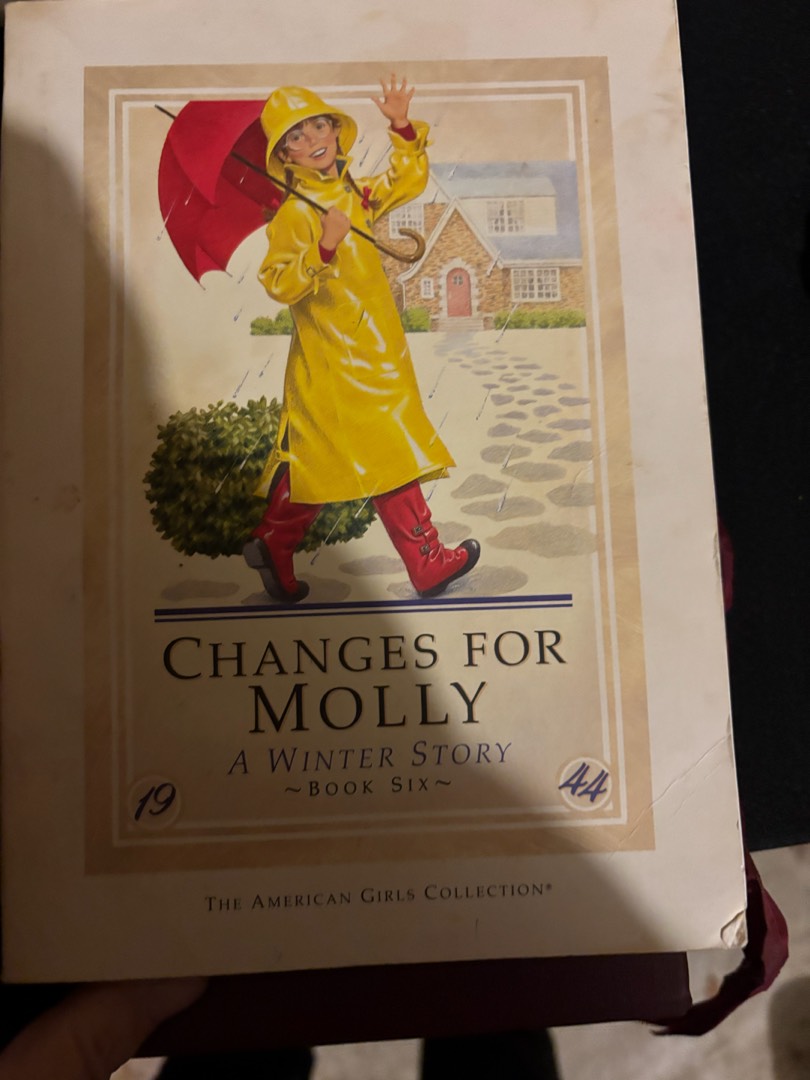 CHANGES FOR
MOLLY
A WINTER STORY
~BOOK SIX~
19
44
THE AMERICAN GIRLS COLLECTION®